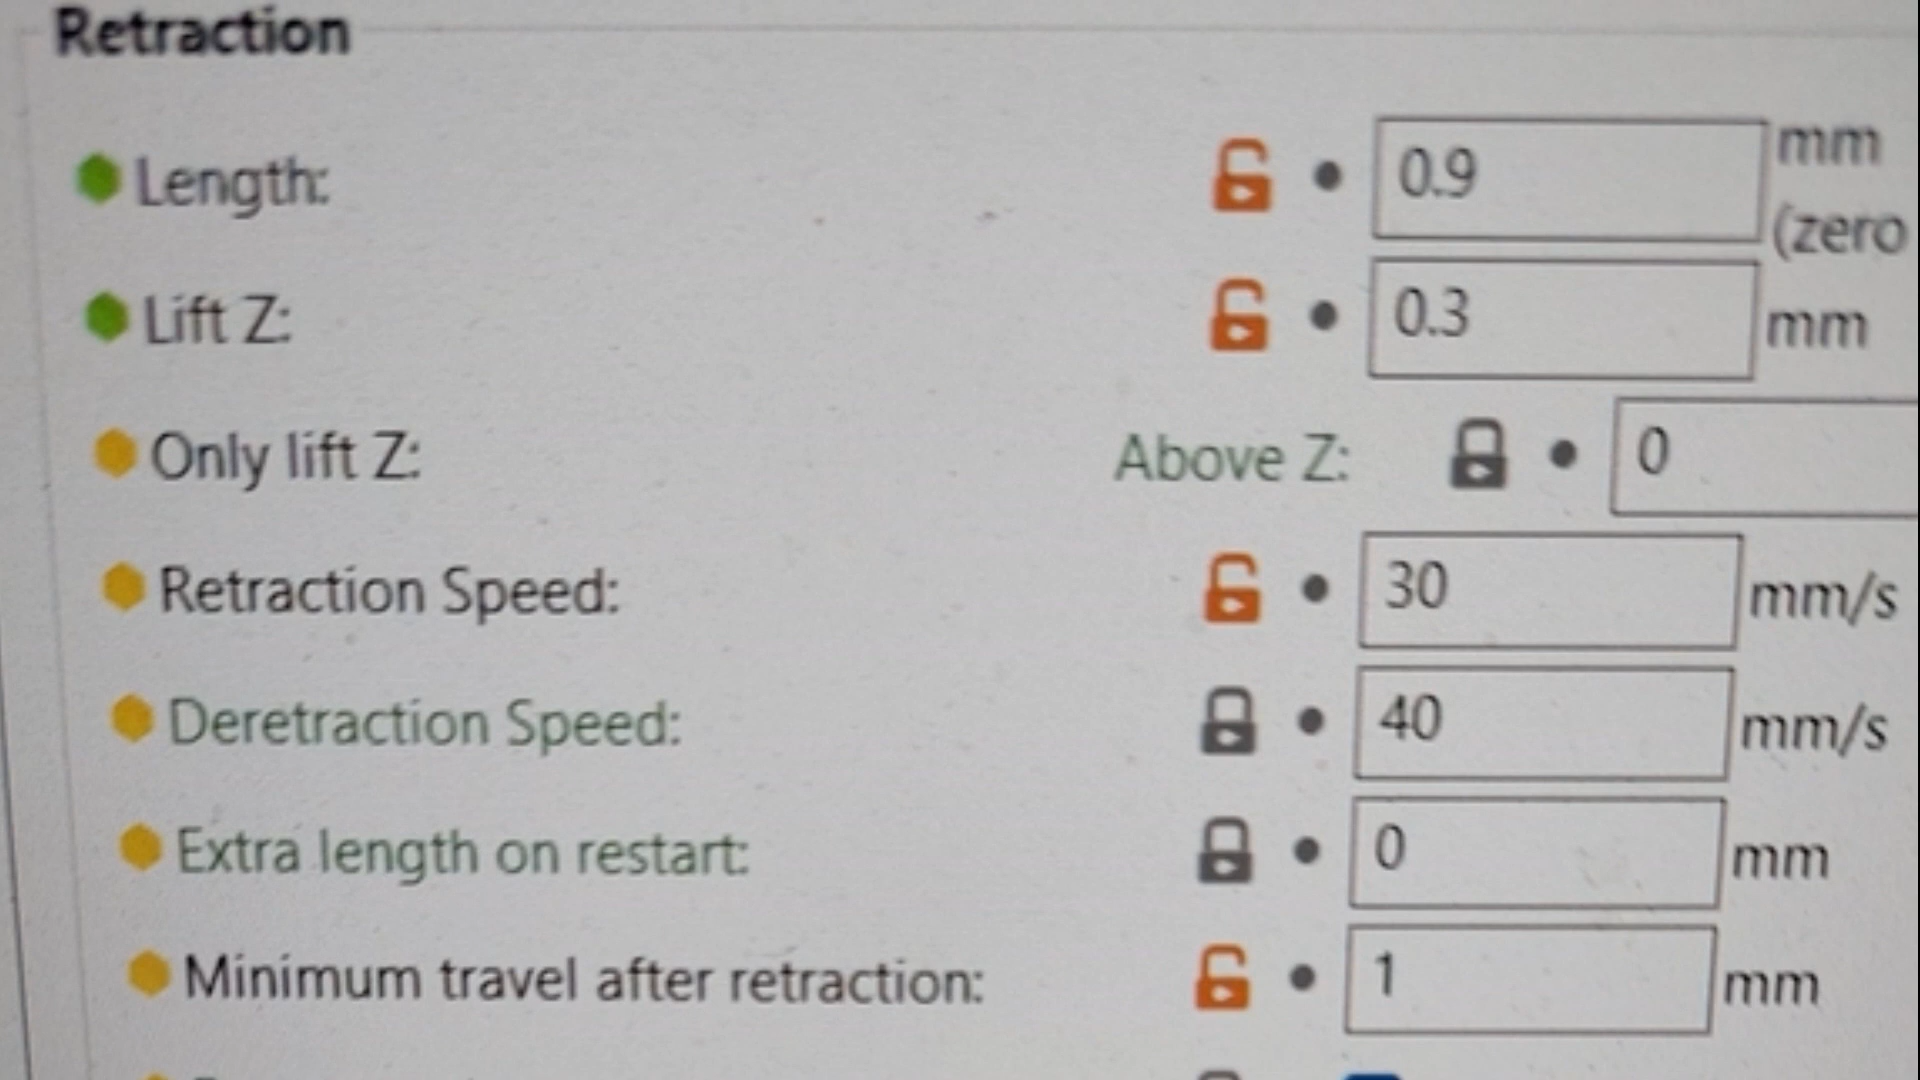 Retraction
Length: 0.9 mm
(zero
Lift Z: 0.3 mm
Only lift Z: Above Z: 0
Retraction Speed: 30 mm/s
Deretraction Speed: 40 mm/s
Extra length on restart: 0 mm
Minimum travel after retraction: 1 mm